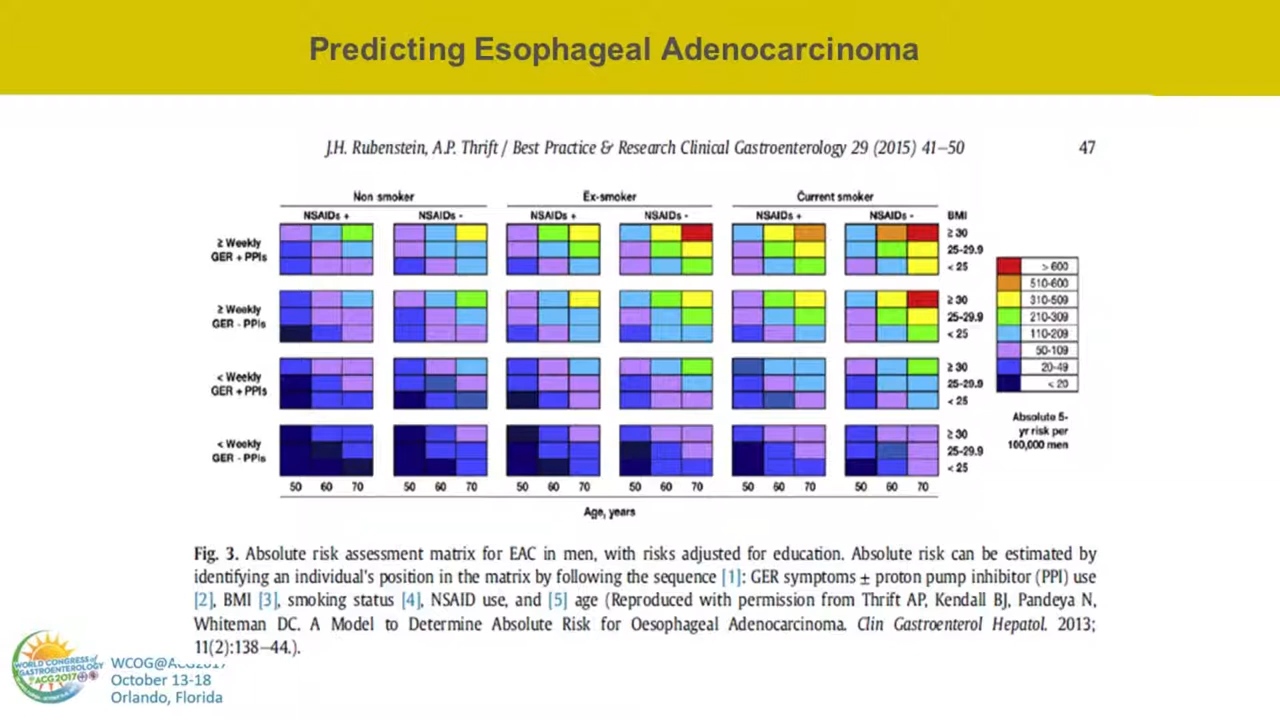 Predicting Esophageal Adenocarcinoma
J.H. Rubenstein, A.P. Thrift / Best Practice & Research Clinical Gastroenterology 29 (2015) 41–50 47
Non smoker Ex-smoker Current smoker
NSAIDs + NSAIDs - NSAIDs + NSAIDs - NSAIDs + NSAIDs - BMI
≥ Weekly
GER + PPIs
≥ 30
25-29.9
< 25
≥ Weekly
GER - PPIs
≥ 30
25-29.9
< 25
< Weekly
GER + PPIs
≥ 30
25-29.9
< 25
< Weekly
GER - PPIs
≥ 30
25-29.9
< 25
50 60 70 50 60 70 50 60 70 50 60 70 50 60 70 50 60 70
Age, years
> 600
510-600
310-509
210-309
110-209
50-109
20-49
< 20
Absolute 5-
yr risk per
100,000 men
Fig. 3. Absolute risk assessment matrix for EAC in men, with risks adjusted for education. Absolute risk can be estimated by
identifying an individual's position in the matrix by following the sequence [1]: GER symptoms ± proton pump inhibitor (PPI) use
[2], BMI [3], smoking status [4], NSAID use, and [5] age (Reproduced with permission from Thrift AP, Kendall BJ, Pandeya N,
Whiteman DC. A Model to Determine Absolute Risk for Oesophageal Adenocarcinoma. Clin Gastroenterol Hepatol. 2013;
11(2):138–44.).
WORLD CONGRESS of
GASTROENTEROLOGY
ACG2017
WCOG@ACG2017
October 13-18
Orlando, Florida